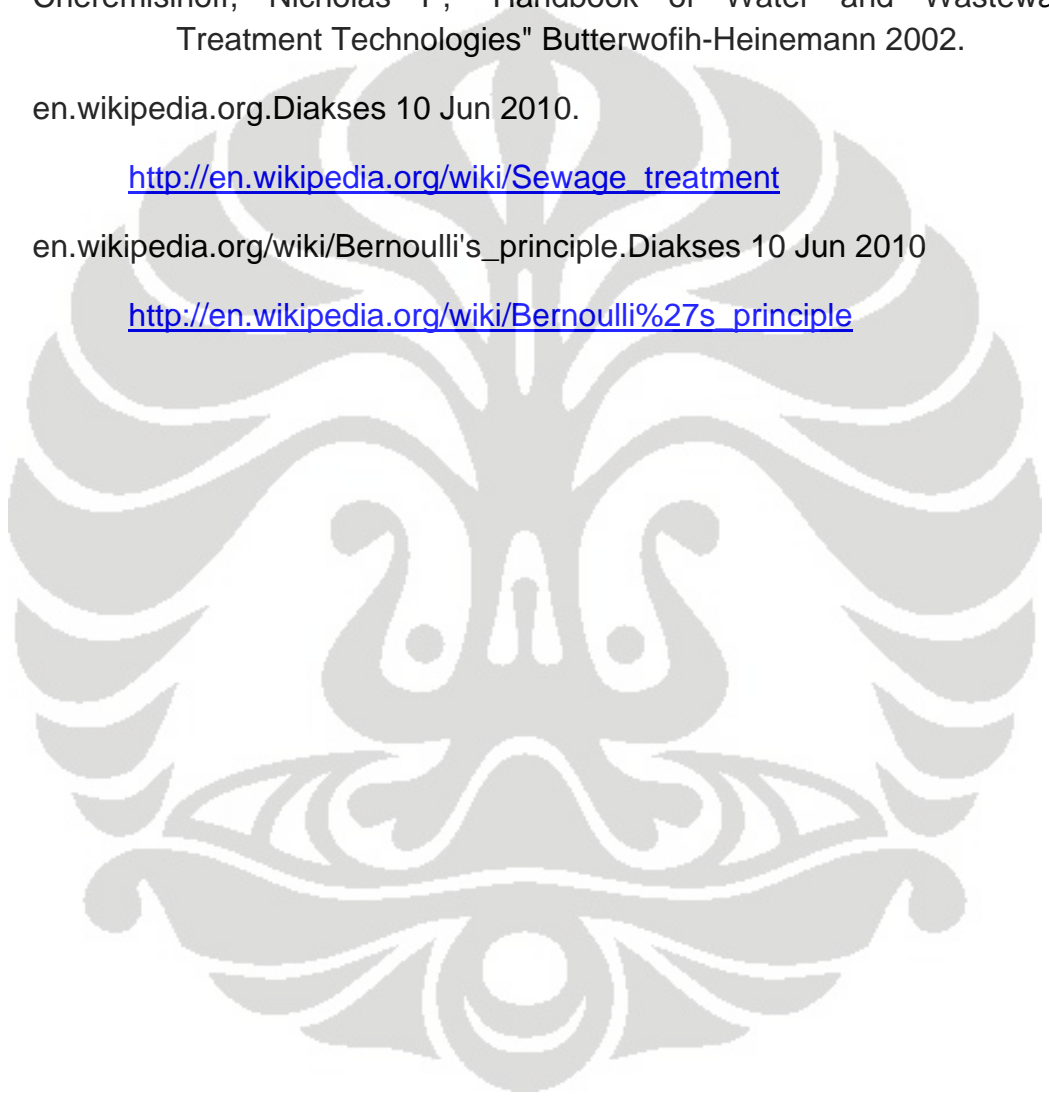 Cheremisinoff, Nicholas P, "Handbook of Water and
Treatment Technologies" Butterwofih-Heinemann 2002.
en.wikipedia.org.Diakses 10 Jun 2010.
http://en.wikipedia.org/wiki/Sewage_treatment
en.wikipedia.org/wiki/Bernoulli's_principle.Diakses 10 Jun 2010
http://en.wikipedia.org/wiki/Bernoulli%27s_principle